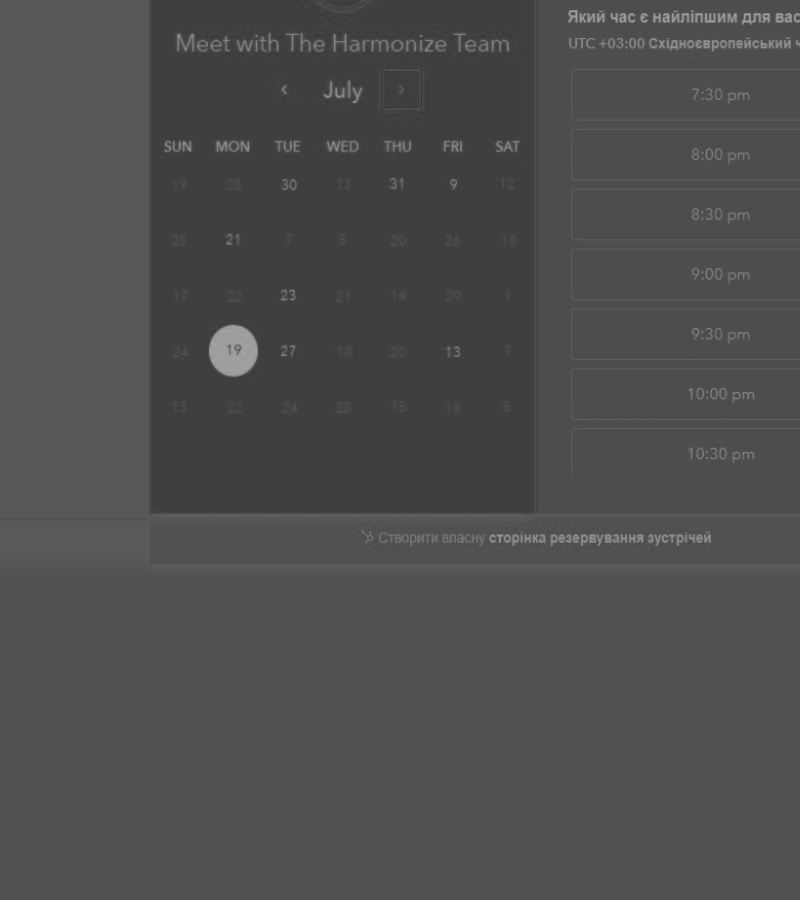 Meet with The Harmonize Team
July
SUN MON TUE WED THU FRI SAT
19 28 30 13 31 9 12
25 21 7 5 20 26 10
17 22 23 21 14 29 1
24 19 27 10 20 13 7
13 22 24 28 15 18 5
Який час є найліпшим для вас
UTC +03:00 Східноєвропейський
7:30 pm
8:00 pm
8:30 pm
9:00 pm
9:30 pm
10:00 pm
10:30 pm
Створити власну сторінка резервування зустрічей